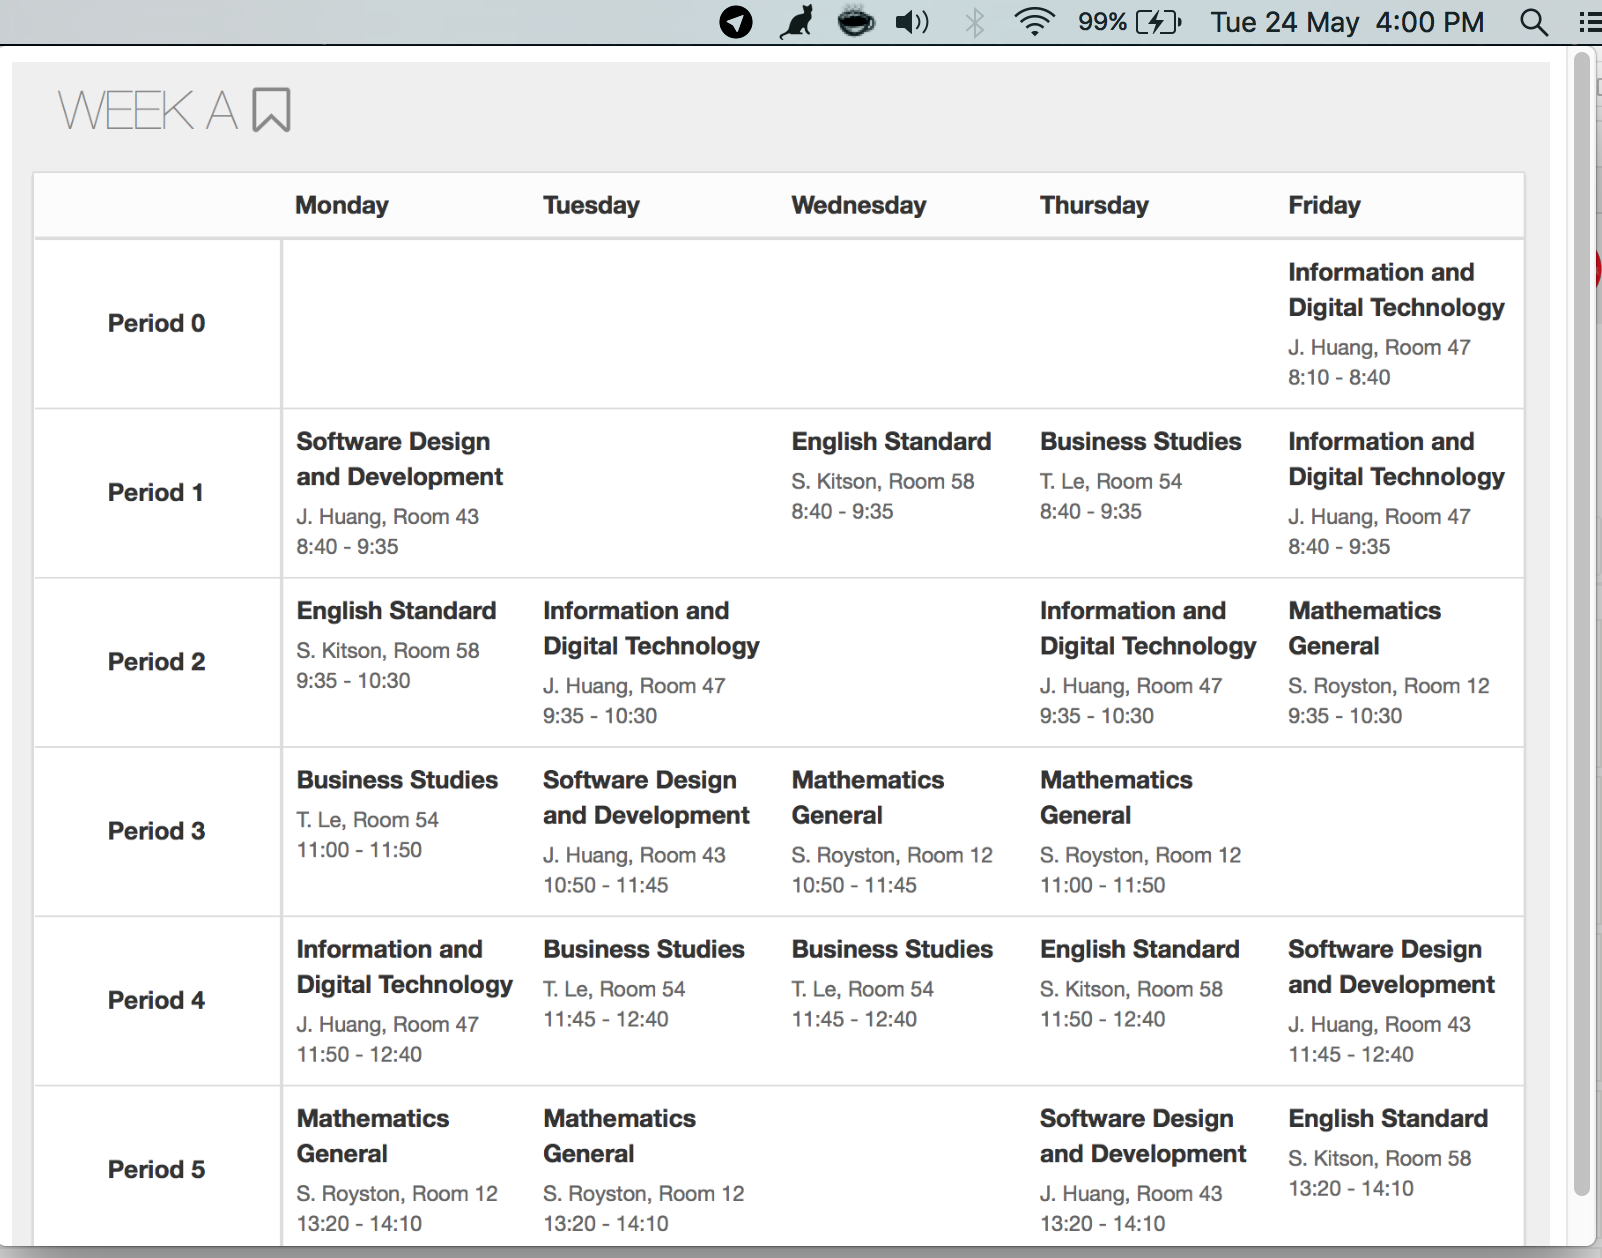 99% Tue 24 May 4:00 PM
WEEK A
Monday Tuesday Wednesday Thursday Friday
Period 0
Information and
Digital Technology
J. Huang, Room 47
8:10 - 8:40
Period 1
Software Design
and Development
J. Huang, Room 43
8:40 - 9:35
English Standard
S. Kitson, Room 58
8:40 - 9:35
Business Studies
T. Le, Room 54
8:40 - 9:35
Information and
Digital Technology
J. Huang, Room 47
8:40 - 9:35
Period 2
English Standard
S. Kitson, Room 58
9:35 - 10:30
Information and
Digital Technology
J. Huang, Room 47
9:35 - 10:30
Information and
Digital Technology
J. Huang, Room 47
9:35 - 10:30
Mathematics
General
S. Royston, Room 12
9:35 - 10:30
Period 3
Business Studies
T. Le, Room 54
11:00 - 11:50
Software Design
and Development
J. Huang, Room 43
10:50 - 11:45
Mathematics
General
S. Royston, Room 12
10:50 - 11:45
Mathematics
General
S. Royston, Room 12
11:00 - 11:50
Period 4
Information and
Digital Technology
J. Huang, Room 47
11:50 - 12:40
Business Studies
T. Le, Room 54
11:45 - 12:40
Business Studies
T. Le, Room 54
11:45 - 12:40
English Standard
S. Kitson, Room 58
11:50 - 12:40
Software Design
and Development
J. Huang, Room 43
11:45 - 12:40
Period 5
Mathematics
General
S. Royston, Room 12
13:20 - 14:10
Mathematics
General
S. Royston, Room 12
13:20 - 14:10
Software Design
and Development
J. Huang, Room 43
13:20 - 14:10
English Standard
S. Kitson, Room 58
13:20 - 14:10